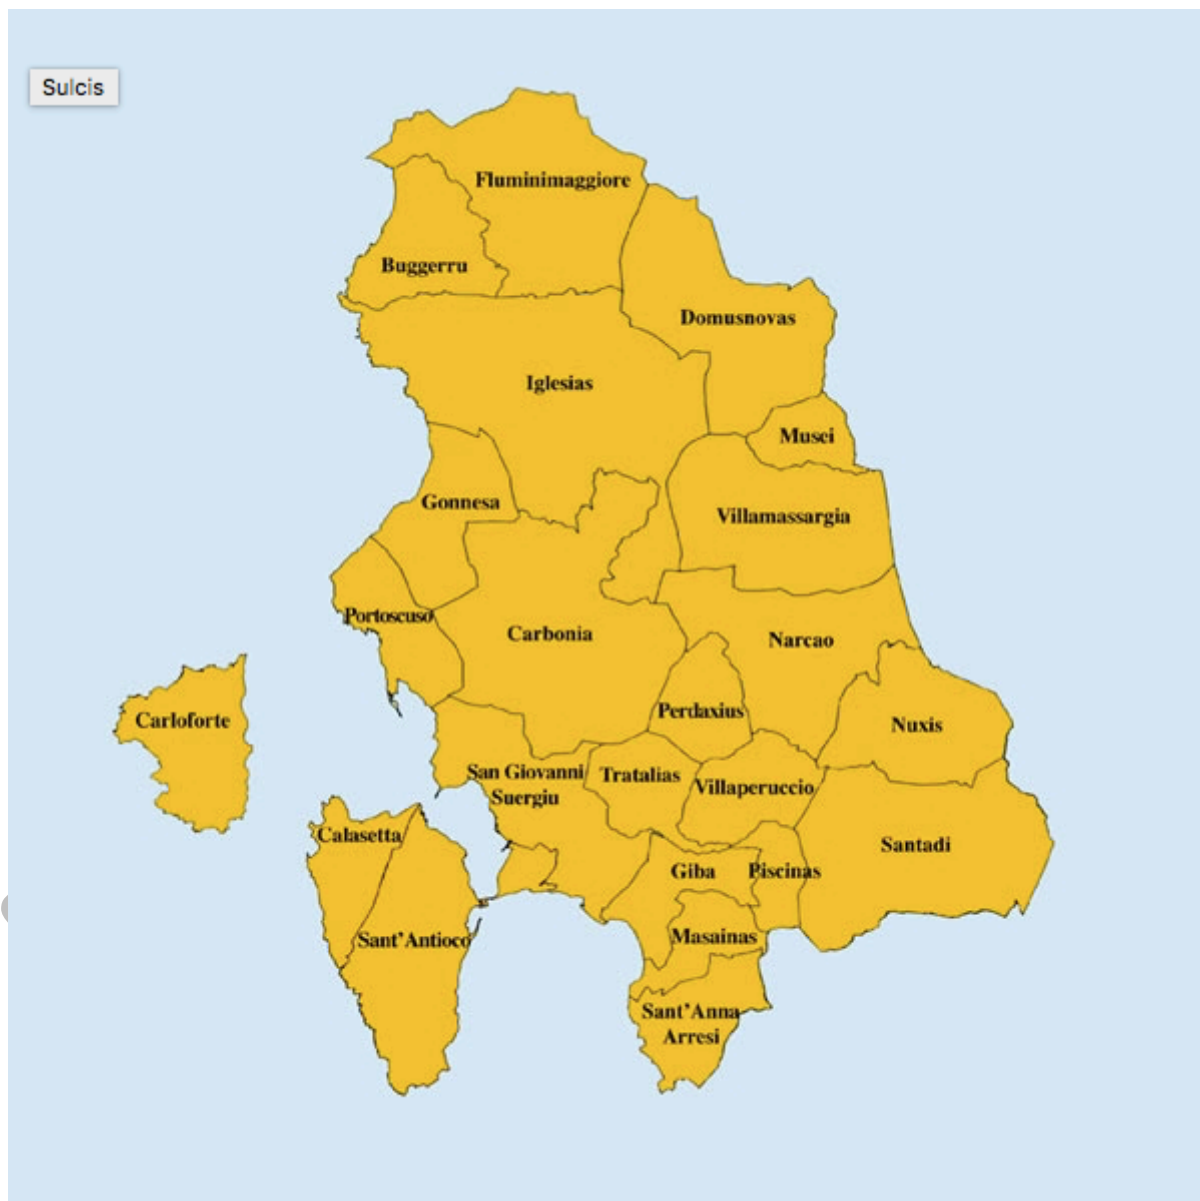 Sulcis
Fluminimaggiore
Buggerru
Domusnovas
Iglesias
Musei
Gonnesa
Villamassargia
Portoscuso
Carbonia
Narcao
Carloforte
Perdaxius
Nuxis
San Giovanni
Suergiu
Tratalias
Villaperuccio
Calasetta
Santadi
Giba
Piscinas
Sant'Antioco
Masainas
Sant'Anna
Arresi